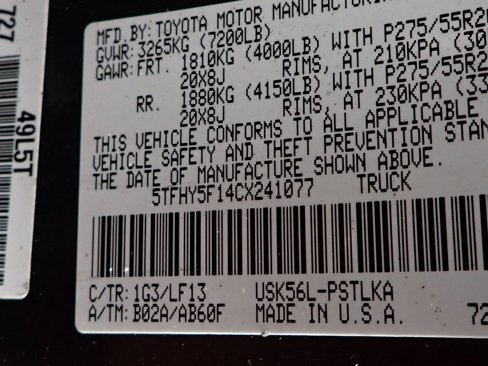 727
49L5T
MFD.BY: TOYOTA MOTOR MANUFACTURIN
GVWR: 3265KG (7200LB)
GAWR: FRT. 1810KG (4000LB) WITH P275/55R20
20X8J RIMS, AT 210KPA (30
RR. 1880KG (4150LB) WITH P275/55R2
20X8J RIMS, AT 230KPA (33
THIS VEHICLE CONFORMS TO ALL APPLICABLE
VEHICLE SAFETY AND THEFT PREVENTION STAN
THE DATE OF MANUFACTURE SHOWN ABOVE.
5TFHY5F14CX241077 TRUCK
C/TR: 1G3/LF13 USK56L-PSTLKA
A/TM: B02A/AB60F MADE IN U.S.A. 72